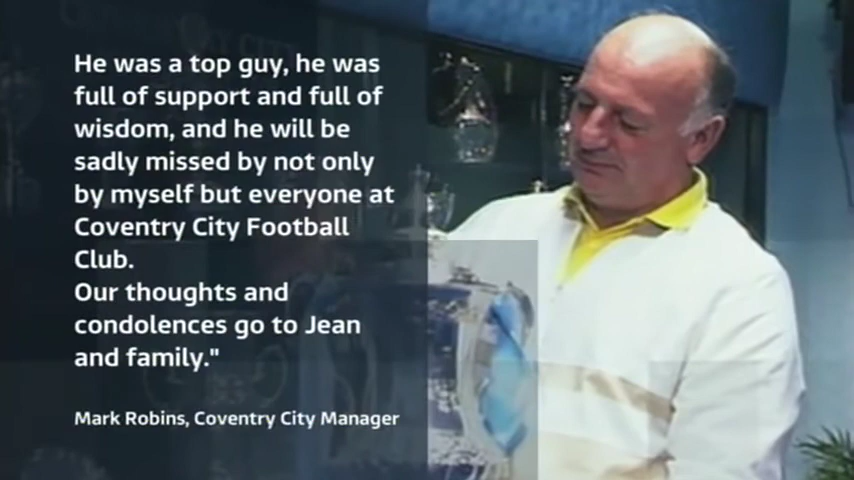 He was a top guy, he was
full of support and full of
wisdom, and he will be
sadly missed by not only
by myself but everyone at
Coventry City Football
Club.
Our thoughts and
condolences go to Jean
and family."
Mark Robins, Coventry City Manager